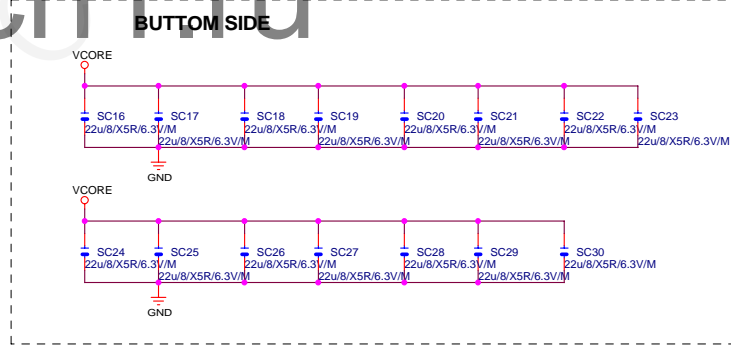 BUTTOM SIDE
VCORE
SC16 SC17 SC18 SC19 SC20 SC21 SC22 SC23
22u/8/X5R/6.3V/M 22u/8/X5R/6.3V/M 22u/8/X5R/6.3V/M 22u/8/X5R/6.3V/M
22u/8/X5R/6.3V/M 22u/8/X5R/6.3V/M 22u/8/X5R/6.3V/M 22u/8/X5R/6.3V/M
GND
VCORE
SC24 SC25 SC26 SC27 SC28 SC29 SC30
22u/8/X5R/6.3V/M 22u/8/X5R/6.3V/M 22u/8/X5R/6.3V/M 22u/8/X5R/6.3V/M
22u/8/X5R/6.3V/M 22u/8/X5R/6.3V/M 22u/8/X5R/6.3V/M
GND